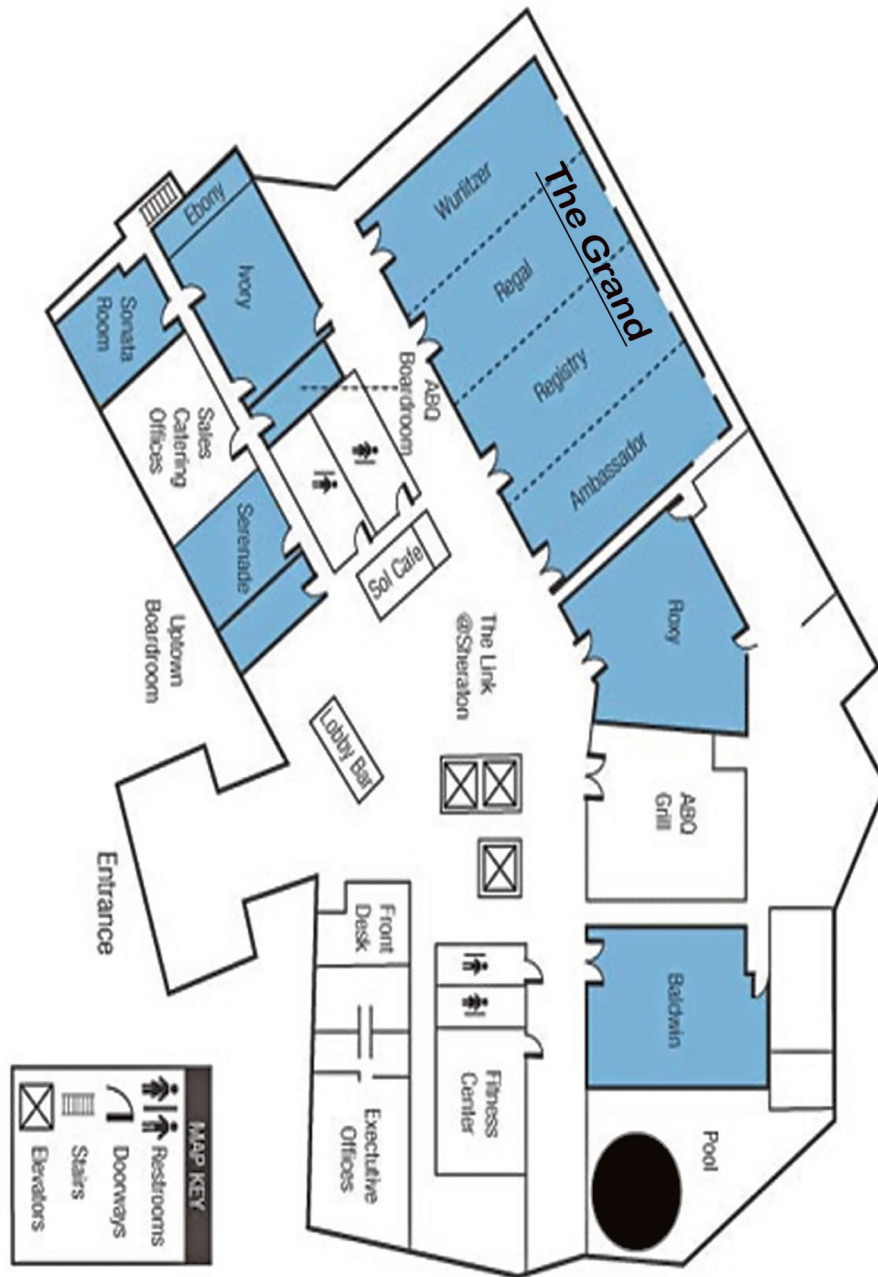 The Grand
Wurlitzer
Regal
Registry
Ambassador
Ebony
Ivory
ABQ
Boardroom
Sonata
Room
Sales
Catering
Offices
Serenade
Uptown
Boardroom
Sol Cafe
The Link
@Sheraton
Lobby Bar
Roxy
ABQ
Grill
Entrance
Front
Desk
Baldwin
Fitness
Center
Exectutive
Offices
Pool
MAP KEY
Restrooms
Doorways
Stairs
Elevators